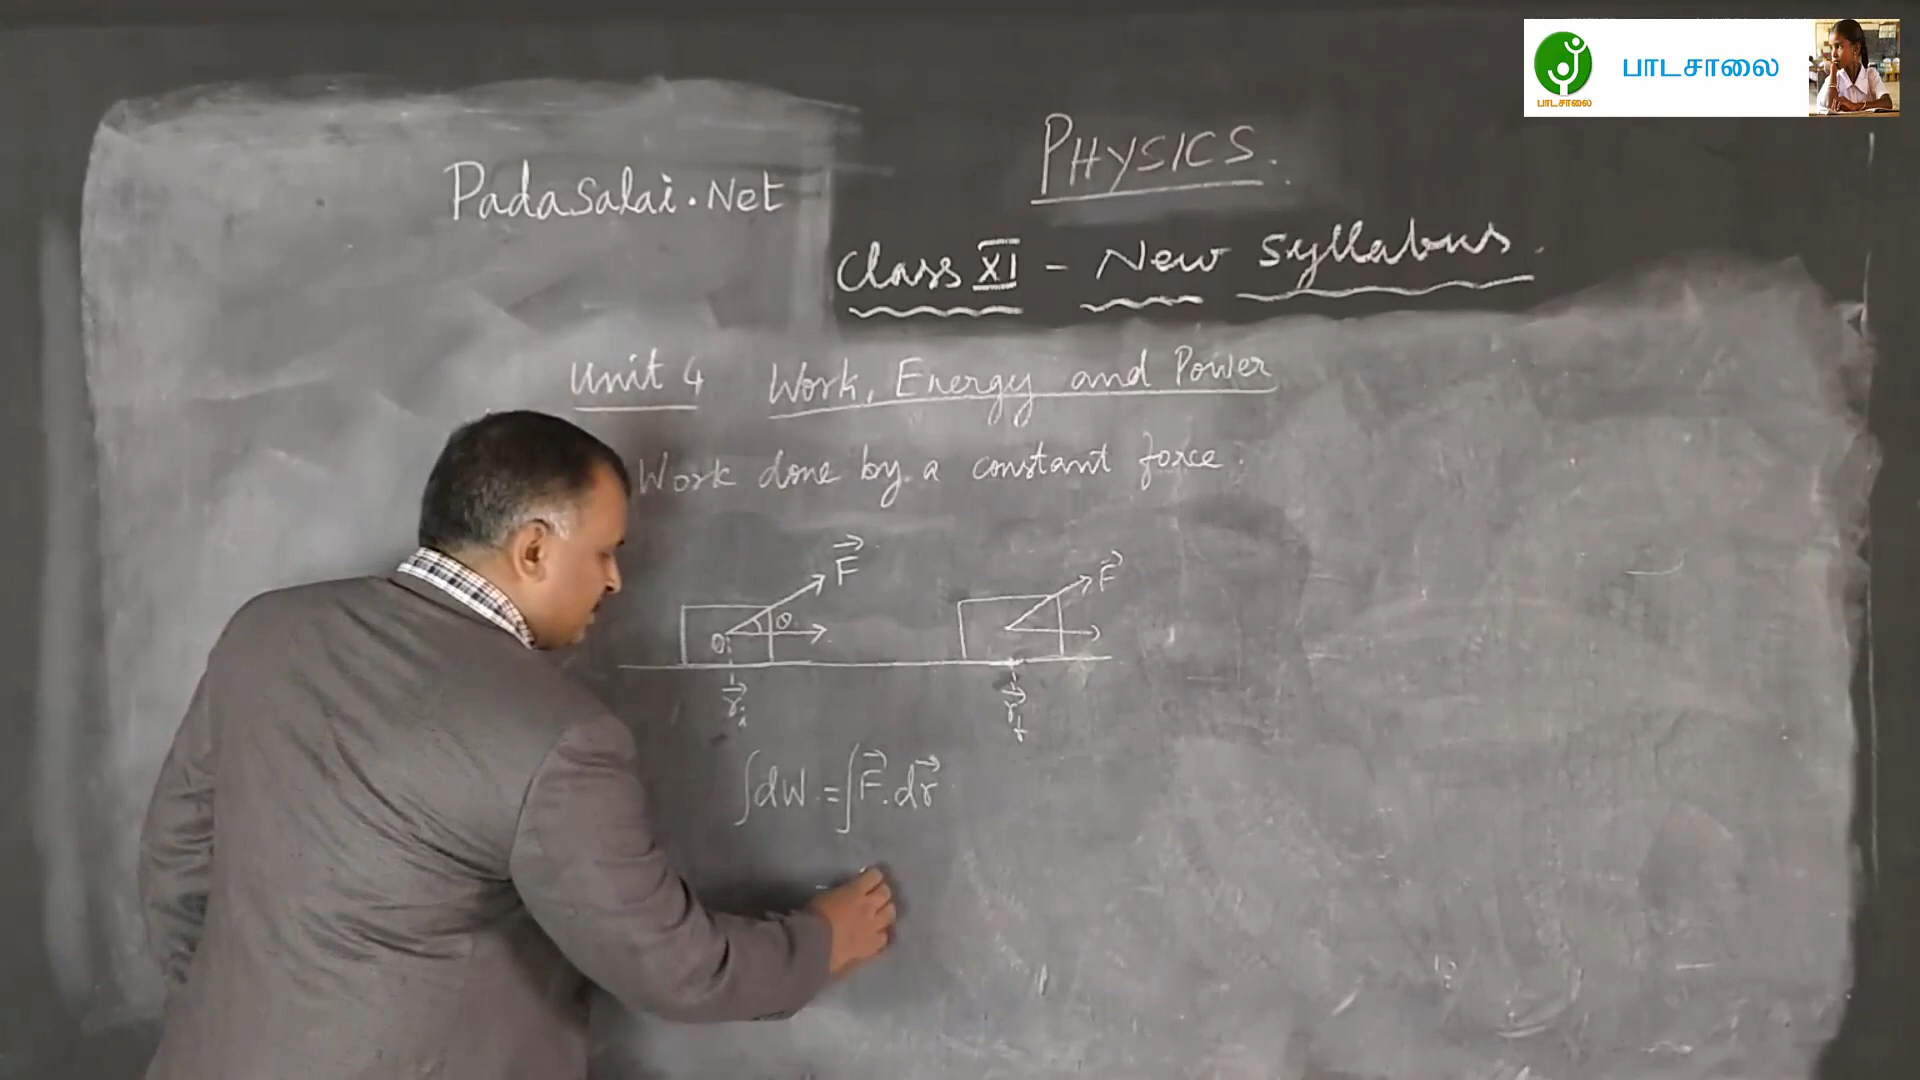 பாடசாலை
பாடசாலை
PHYSICS.
PadaSalai.Net
Class XI - New Syllabus.
Unit 4 Work, Energy and Power
Work done by a constant force.
F⃗ F⃗
O θ
r⃗ᵢ r⃗f
∫dW = ∫F⃗.dr⃗